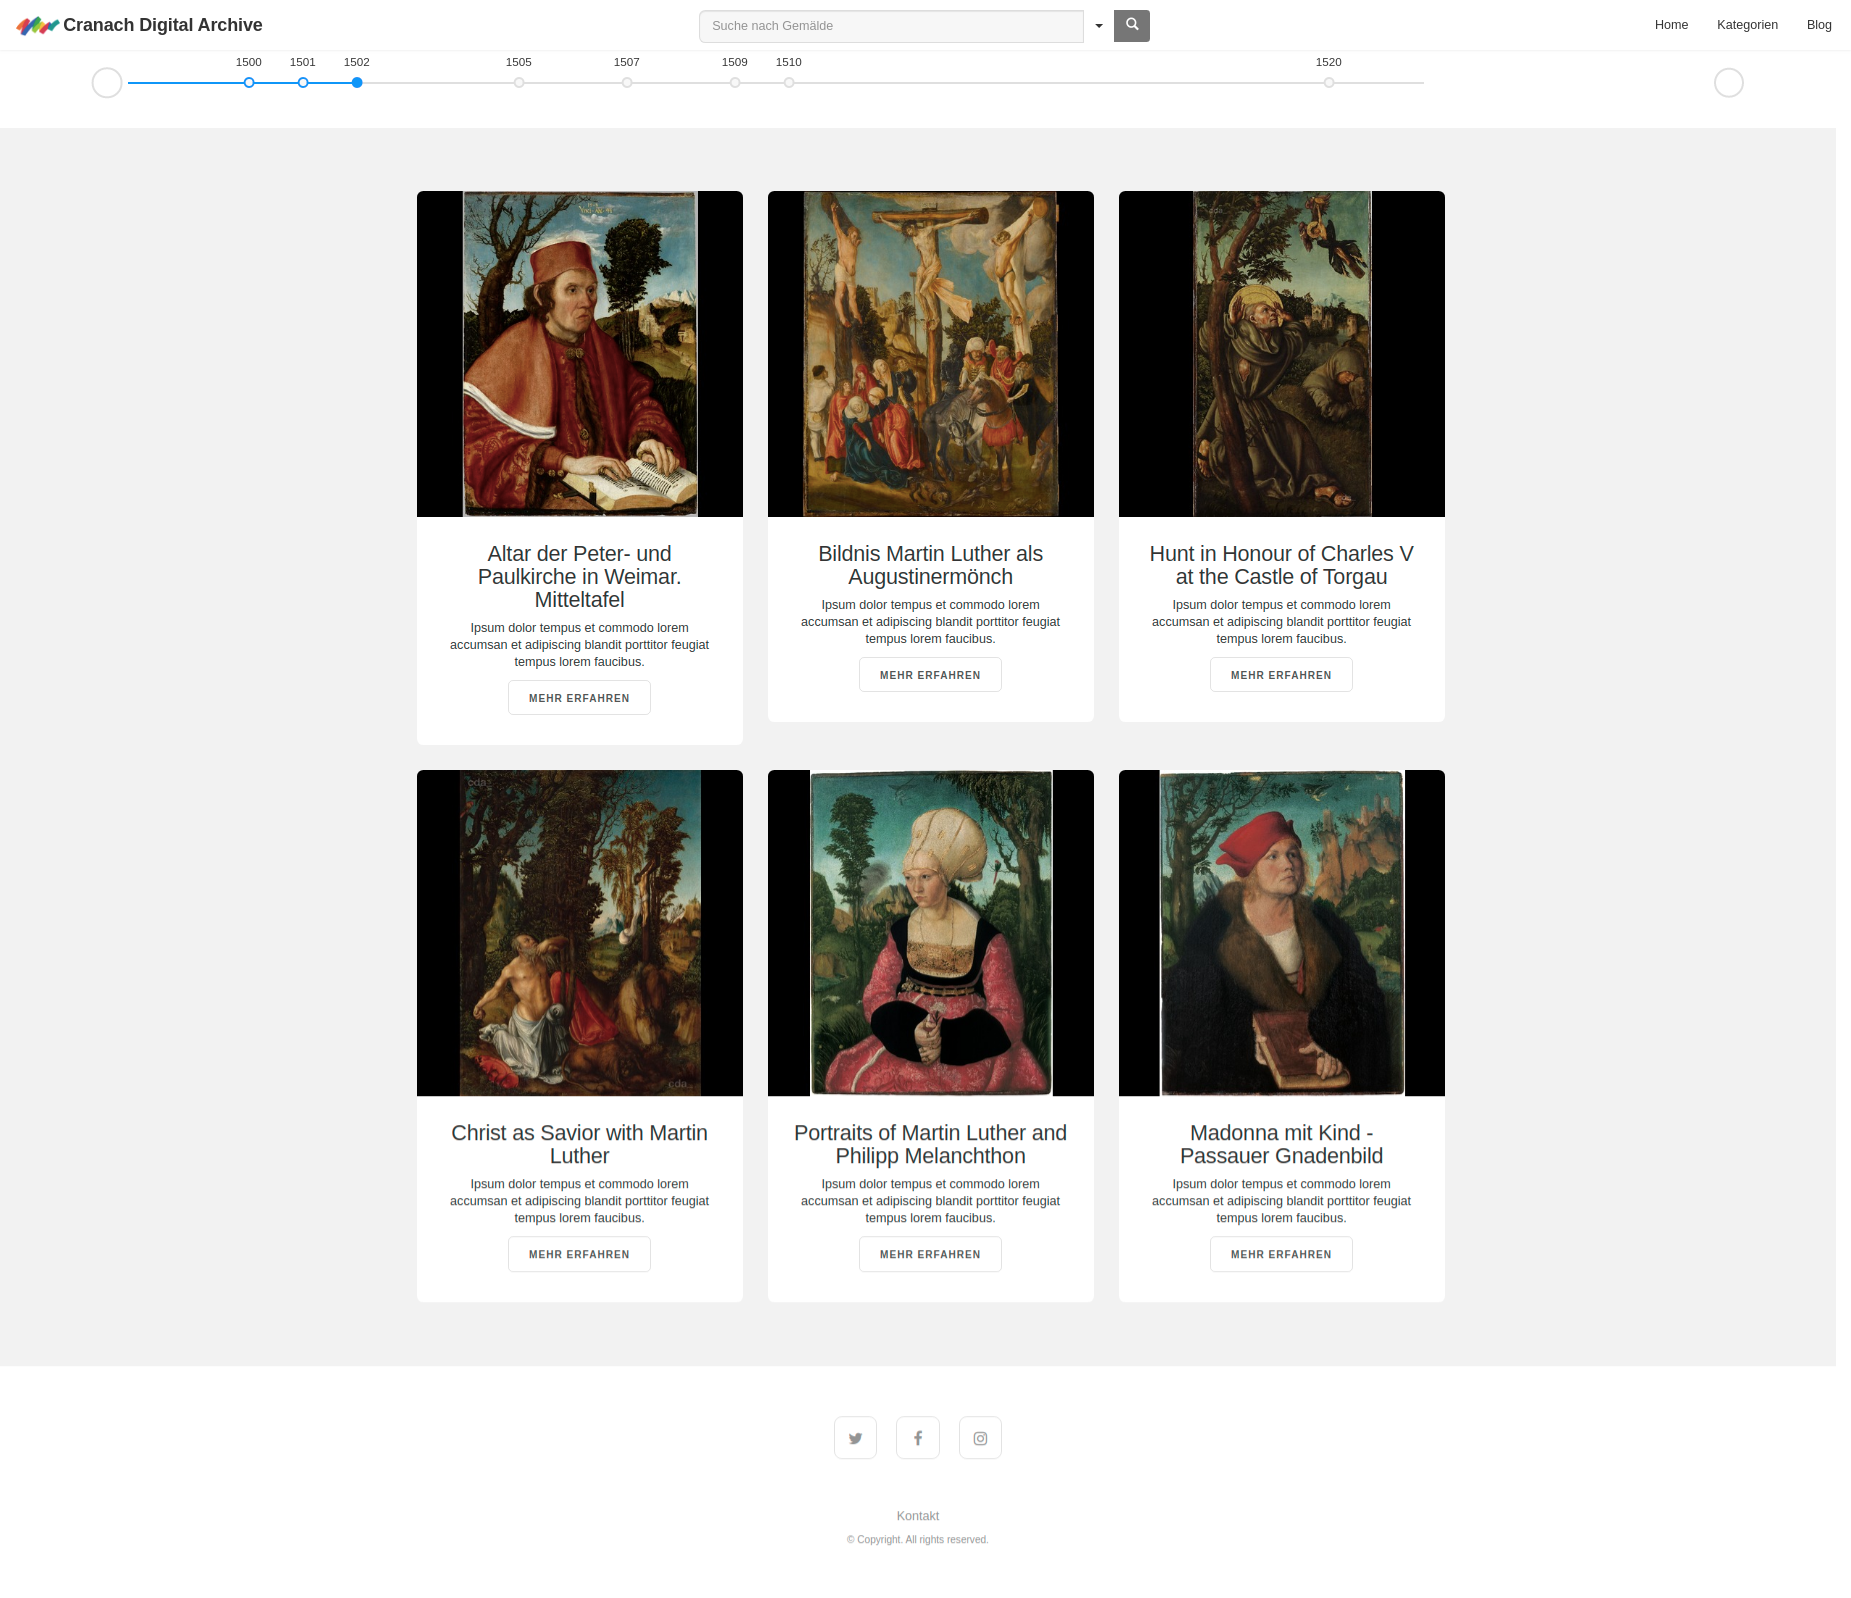 Cranach Digital Archive
Suche nach Gemälde
Home Kategorien Blog
1500 1501 1502 1505 1507 1509 1510 1520
cda
Altar der Peter- und
Paulkirche in Weimar.
Mitteltafel
Ipsum dolor tempus et commodo lorem
accumsan et adipiscing blandit porttitor feugiat
tempus lorem faucibus.
MEHR ERFAHREN
Bildnis Martin Luther als
Augustinermönch
Ipsum dolor tempus et commodo lorem
accumsan et adipiscing blandit porttitor feugiat
tempus lorem faucibus.
MEHR ERFAHREN
Hunt in Honour of Charles V
at the Castle of Torgau
Ipsum dolor tempus et commodo lorem
accumsan et adipiscing blandit porttitor feugiat
tempus lorem faucibus.
MEHR ERFAHREN
cda
cda
Christ as Savior with Martin
Luther
Ipsum dolor tempus et commodo lorem
accumsan et adipiscing blandit porttitor feugiat
tempus lorem faucibus.
MEHR ERFAHREN
Portraits of Martin Luther and
Philipp Melanchthon
Ipsum dolor tempus et commodo lorem
accumsan et adipiscing blandit porttitor feugiat
tempus lorem faucibus.
MEHR ERFAHREN
Madonna mit Kind -
Passauer Gnadenbild
Ipsum dolor tempus et commodo lorem
accumsan et adipiscing blandit porttitor feugiat
tempus lorem faucibus.
MEHR ERFAHREN
Kontakt
© Copyright. All rights reserved.